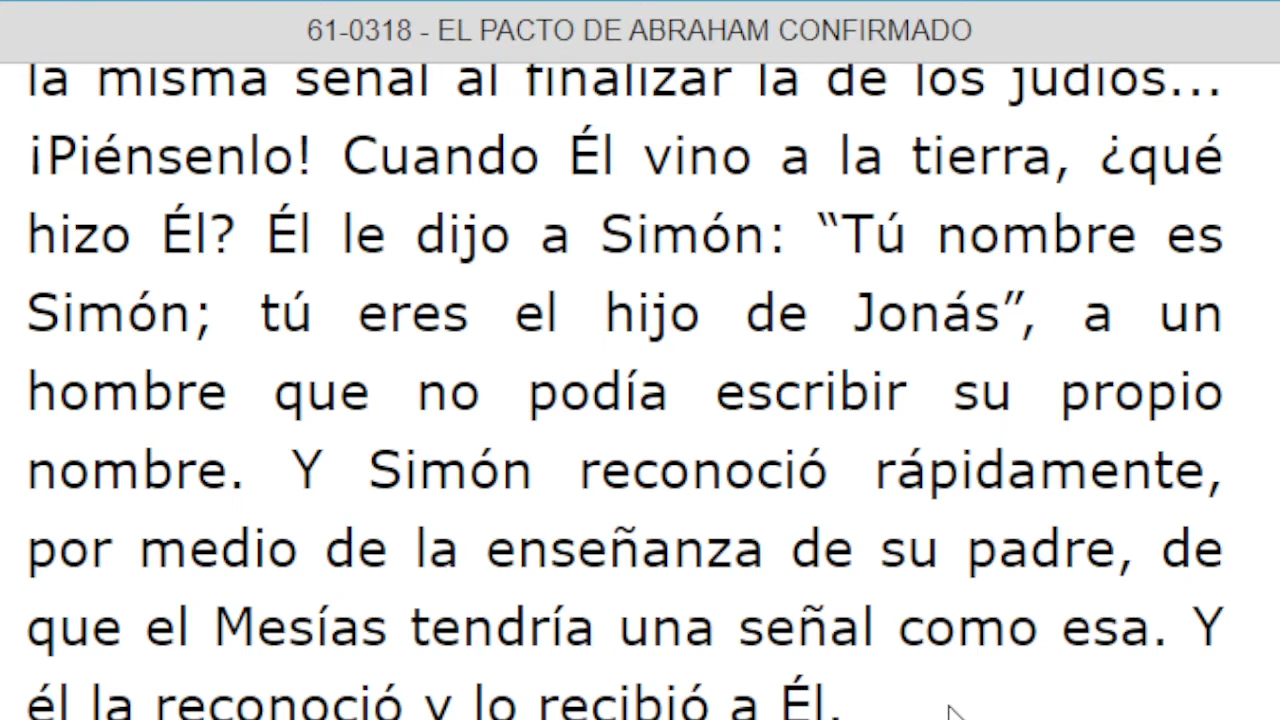 61-0318 - EL PACTO DE ABRAHAM CONFIRMADO
la misma señal al finalizar la de los judíos...
¡Piénsenlo! Cuando Él vino a la tierra, ¿qué
hizo Él? Él le dijo a Simón: “Tú nombre es
Simón; tú eres el hijo de Jonás”, a un
hombre que no podía escribir su propio
nombre. Y Simón reconoció rápidamente,
por medio de la enseñanza de su padre, de
que el Mesías tendría una señal como esa. Y
él la reconoció y lo recibió a Él.